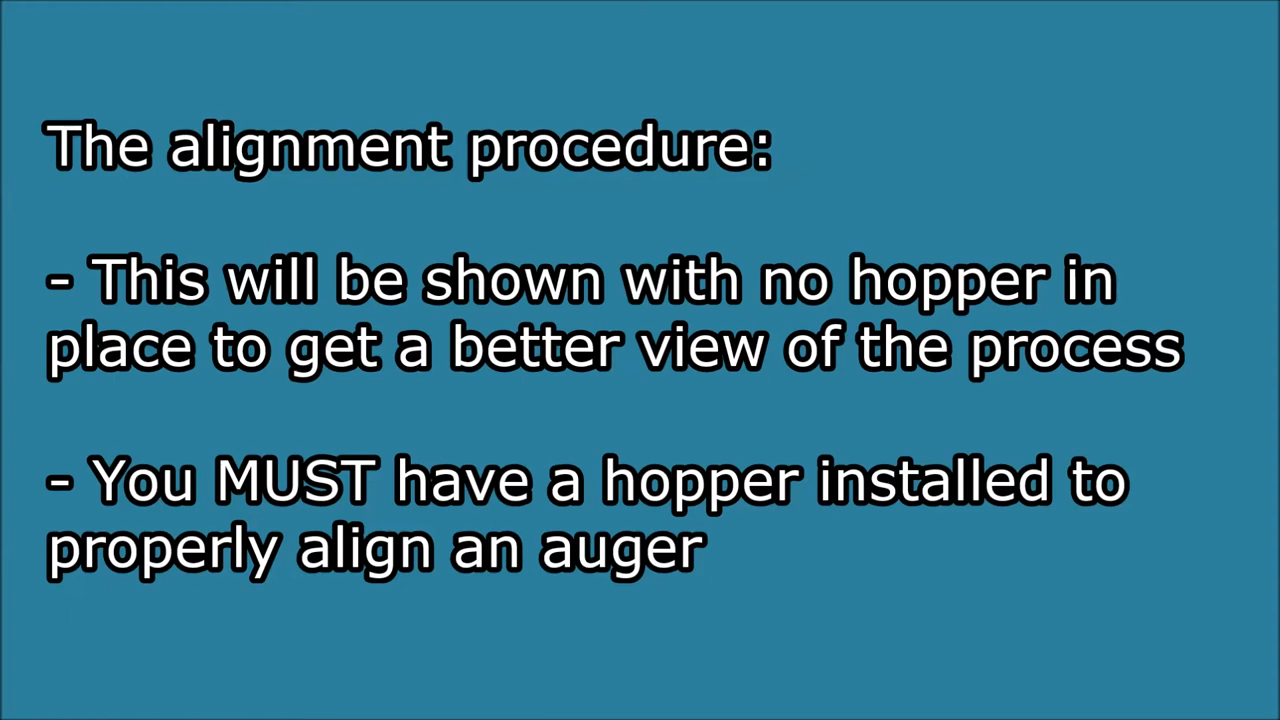 The alignment procedure:
- This will be shown with no hopper in
place to get a better view of the process
- You MUST have a hopper installed to
properly align an auger